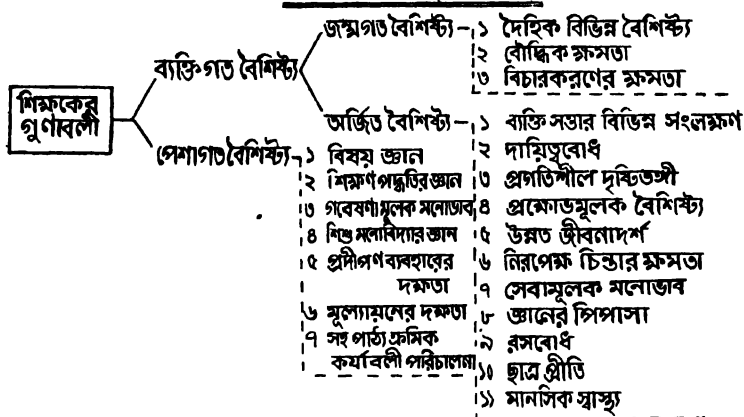 শিক্ষকের
গুণাবলী
ব্যক্তিগত বৈশিষ্ট্য
জন্মগত বৈশিষ্ট্য
১ দৈহিক বিভিন্ন বৈশিষ্ট্য
২ বৌদ্ধিক ক্ষমতা
৩ বিচারকরণের ক্ষমতা
অর্জিত বৈশিষ্ট্য
১ ব্যক্তি সত্তার বিভিন্ন সংলক্ষণ
২ দায়িত্ববোধ
৩ প্রগতিশীল দৃষ্টিভঙ্গী
৪ প্রক্ষোভমূলক বৈশিষ্ট্য
৫ উন্নত জীবনাদর্শ
৬ নিরপেক্ষ চিন্তার ক্ষমতা
৭ সেবামূলক মনোভাব
৮ জ্ঞানের পিপাসা
৯ রসবোধ
১০ ছাত্র প্রীতি
১১ মানসিক স্বাস্থ্য
পেশাগত বৈশিষ্ট্য
১ বিষয় জ্ঞান
২ শিক্ষণ পদ্ধতির জ্ঞান
৩ গবেষণামূলক মনোভাব
৪ শিশু মনোবিদ্যার জ্ঞান
৫ প্রদীপণ ব্যবহারের
দক্ষতা
৬ মূল্যায়নের দক্ষতা
৭ সহ পাঠ্য ক্রমিক
কার্যাবলী পরিচালনা